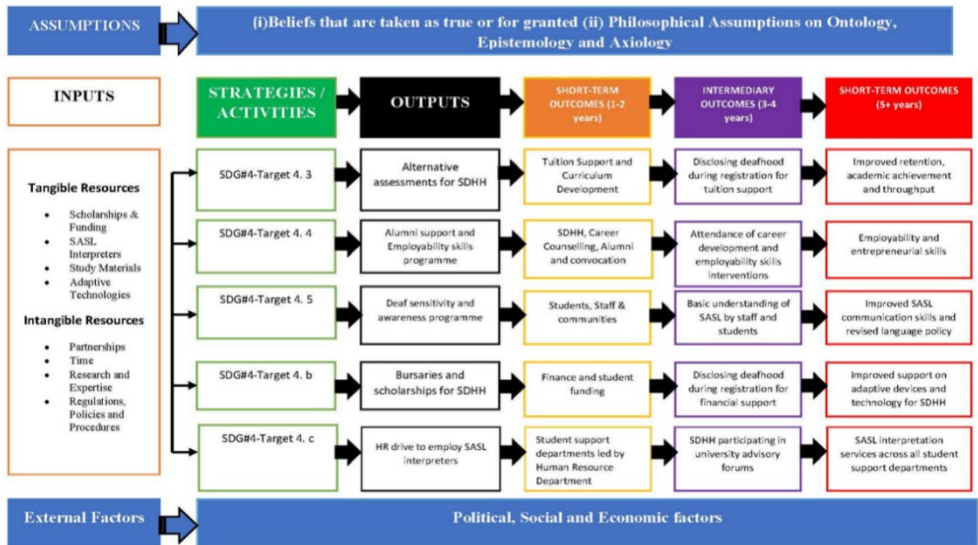 ASSUMPTIONS
(i)Beliefs that are taken as true or for granted (ii) Philosophical Assumptions on Ontology,
Epistemology and Axiology
INPUTS
STRATEGIES /
ACTIVITIES
OUTPUTS
SHORT-TERM
OUTCOMES (1-2
years)
INTERMEDIARY
OUTCOMES (3-4
years)
SHORT-TERM OUTCOMES
(5+ years)
Tangible Resources
• Scholarships &
Funding
• SASL
Interpreters
• Study Materials
• Adaptive
Technologies
Intangible Resources
• Partnerships
• Time
• Research and
Expertise
• Regulations,
Policies and
Procedures
SDG#4-Target 4. 3
Alternative
assessments for SDHH
Tuition Support and
Curriculum
Development
Disclosing deafhood
during registration for
tuition support
Improved retention,
academic achievement
and throughput
SDG#4-Target 4. 4
Alumni support and
Employability skills
programme
SDHH, Career
Counselling, Alumni
and convocation
Attendance of career
development and
employability skills
interventions
Employability and
entrepreneurial skills
SDG#4-Target 4. 5
Deaf sensitivity and
awareness programme
Students, Staff &
communities
Basic understanding of
SASL by staff and
students
Improved SASL
communication skills and
revised language policy
SDG#4-Target 4. b
Bursaries and
scholarships for SDHH
Finance and student
funding
Disclosing deafhood
during registration for
financial support
Improved support on
adaptive devices and
technology for SDHH
SDG#4-Target 4. c
HR drive to employ SASL
interpreters
Student support
departments led by
Human Resource
Department
SDHH participating in
university advisory
forums
SASL interpretation
services across all student
support departments
External Factors
Political, Social and Economic factors